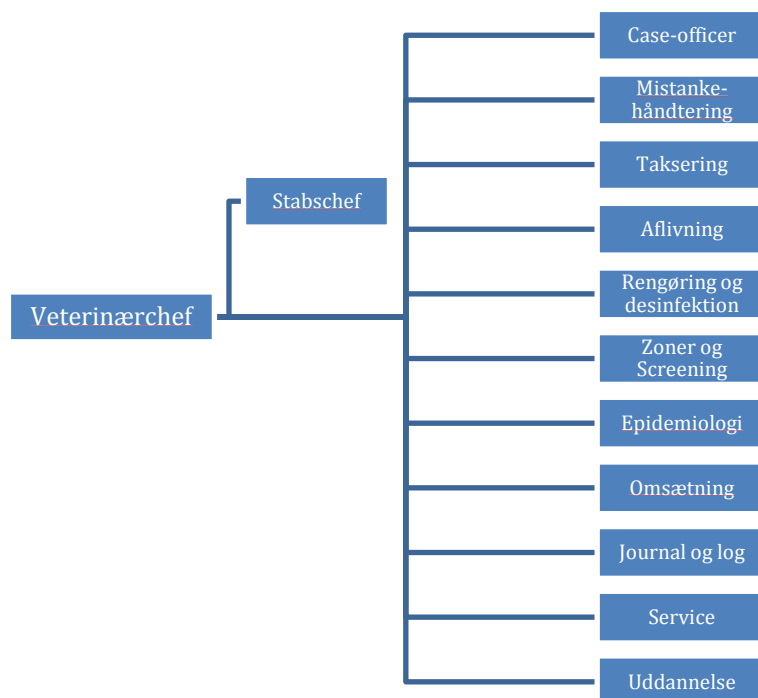 Veterinærchef
Stabschef
Case-officer
Mistanke-
håndtering
Taksering
Aflivning
Rengøring og
desinfektion
Zoner og
Screening
Epidemiologi
Omsætning
Journal og log
Service
Uddannelse